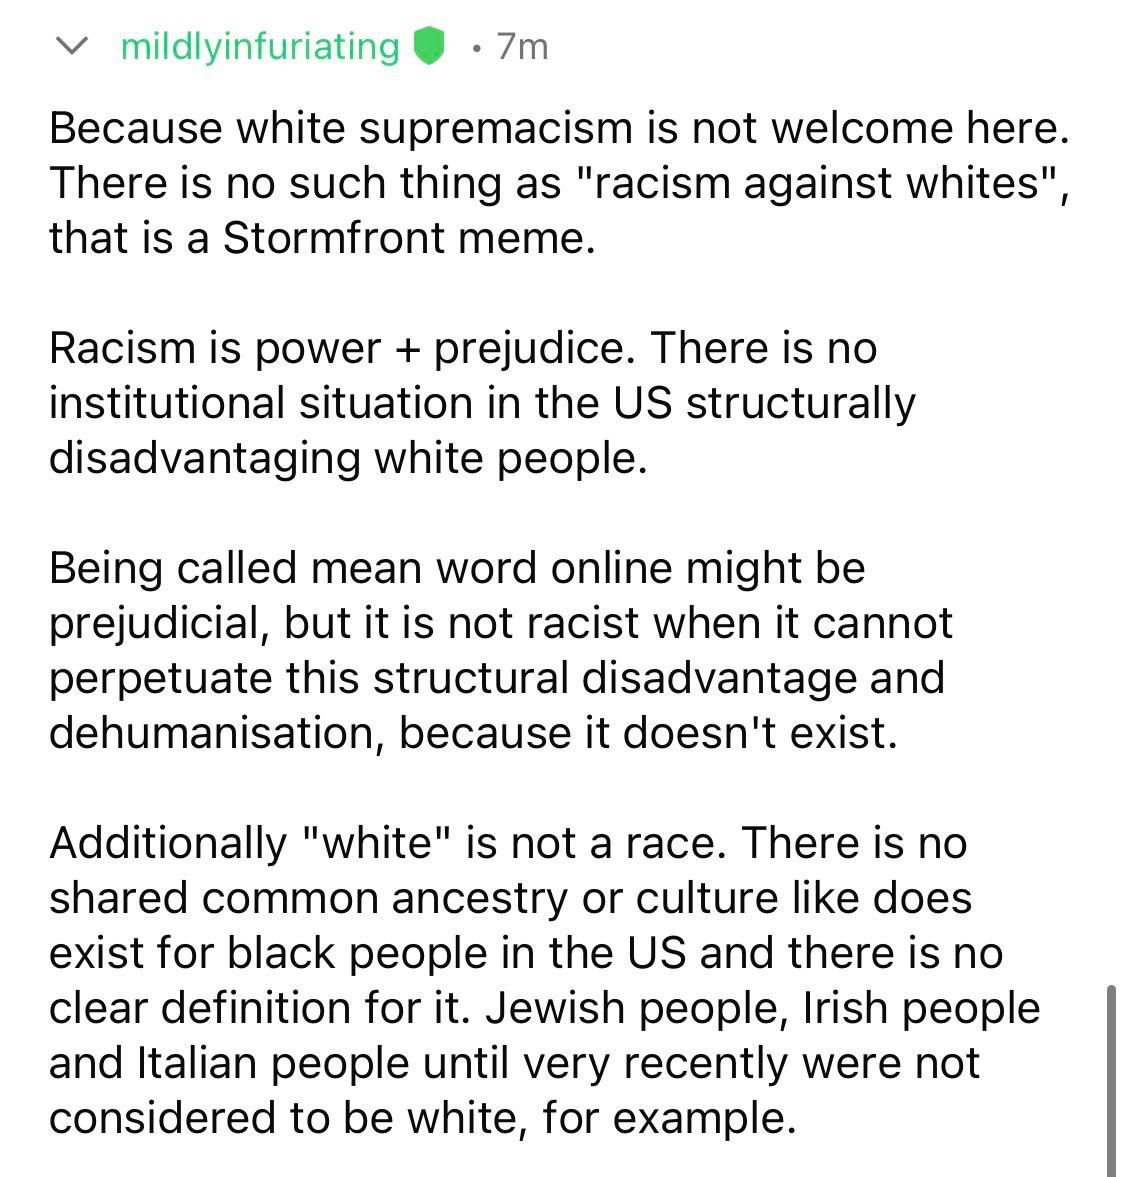 mildlyinfuriating • 7m
Because white supremacism is not welcome here.
There is no such thing as "racism against whites",
that is a Stormfront meme.
Racism is power + prejudice. There is no
institutional situation in the US structurally
disadvantaging white people.
Being called mean word online might be
prejudicial, but it is not racist when it cannot
perpetuate this structural disadvantage and
dehumanisation, because it doesn't exist.
Additionally "white" is not a race. There is no
shared common ancestry or culture like does
exist for black people in the US and there is no
clear definition for it. Jewish people, Irish people
and Italian people until very recently were not
considered to be white, for example.